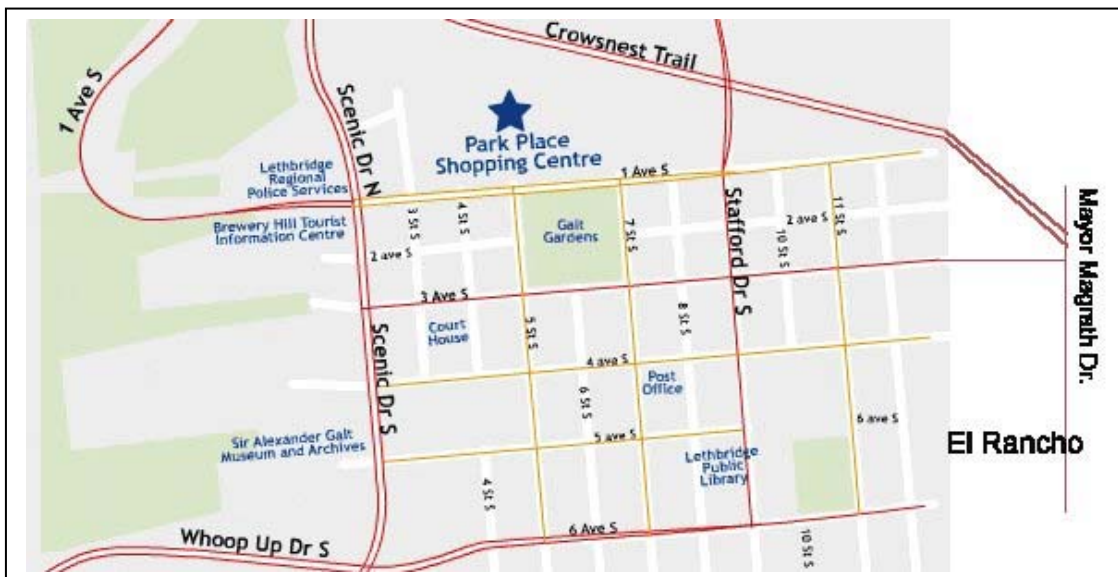 Crowsnest Trail
1 Ave S
Scenic Dr N
Park Place
Shopping Centre
Lethbridge
Regional
Police Services
1 Ave S
Mayor Magrath Dr.
Brewery Hill Tourist
Information Centre
3 St S
4 St S
Galt
Gardens
7 St S
Stafford Dr S
2 ave S
11 St S
10 St S
2 ave S
3 Ave S
8 St S
Court
House
5 St S
Scenic Dr S
4 ave S
Post
Office
6 St S
6 ave S
5 ave S
Sir Alexander Galt
Museum and Archives
El Rancho
Lethbridge
Public
Library
4 St S
6 Ave S
10 St S
Whoop Up Dr S